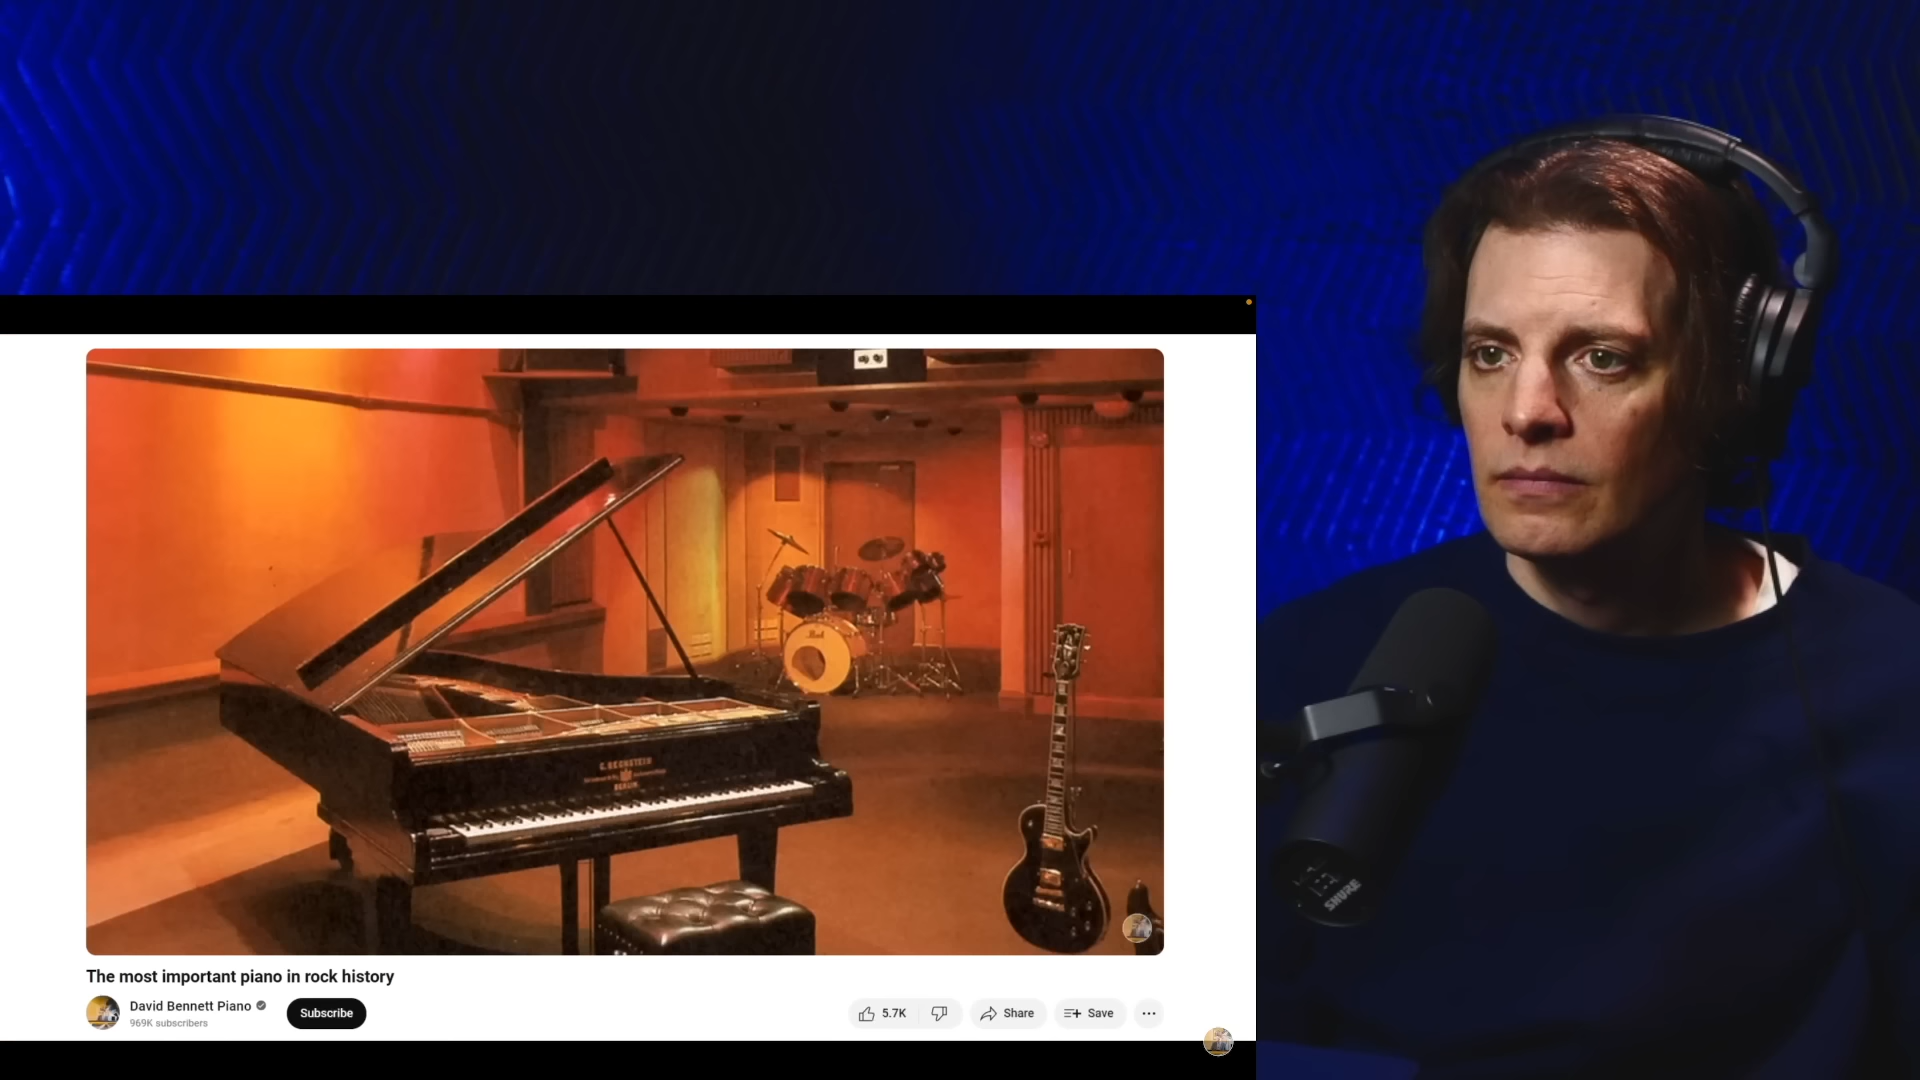 C. BECHSTEIN
BERLIN
The most important piano in rock history
David Bennett Piano
969K subscribers
Subscribe
5.7K
Share
Save
SHURE